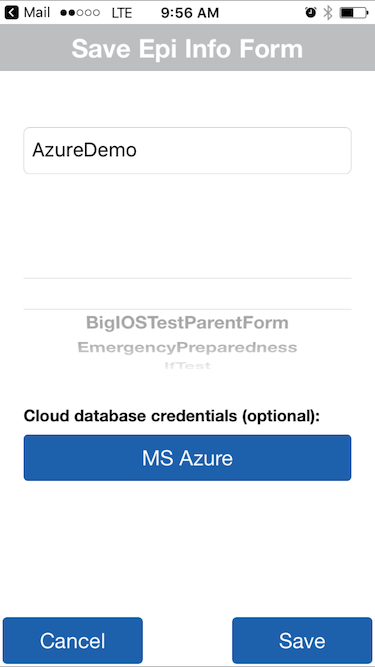 Mail LTE 9:56 AM
Save Epi Info Form
AzureDemo
BigIOSTestParentForm
EmergencyPreparedness
IfTest
Cloud database credentials (optional):
MS Azure
Cancel Save